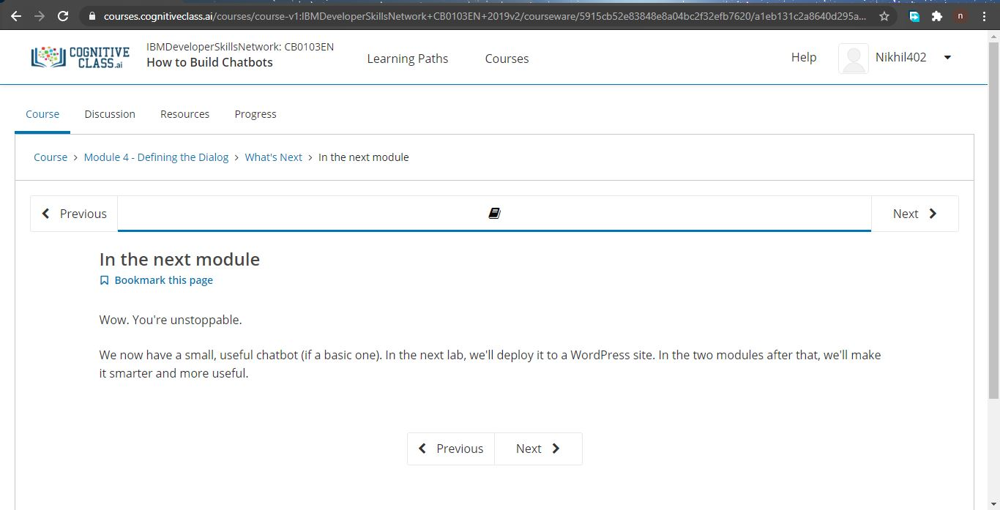 courses.cognitiveclass.ai/courses/course-v1:IBMDeveloperSkillsNetwork+CB0103EN+2019v2/courseware/5915cb52e83848e8a04bc2f32efb7620/a1eb131c2a8640d295a...
n
COGNITIVE
CLASS.ai
IBMDeveloperSkillsNetwork: CB0103EN
How to Build Chatbots
Learning Paths
Courses
Help
Nikhil402
Course
Discussion
Resources
Progress
Course > Module 4 - Defining the Dialog > What's Next > In the next module
Previous
Next
In the next module
Bookmark this page
Wow. You're unstoppable.
We now have a small, useful chatbot (if a basic one). In the next lab, we'll deploy it to a WordPress site. In the two modules after that, we'll make
it smarter and more useful.
Previous
Next